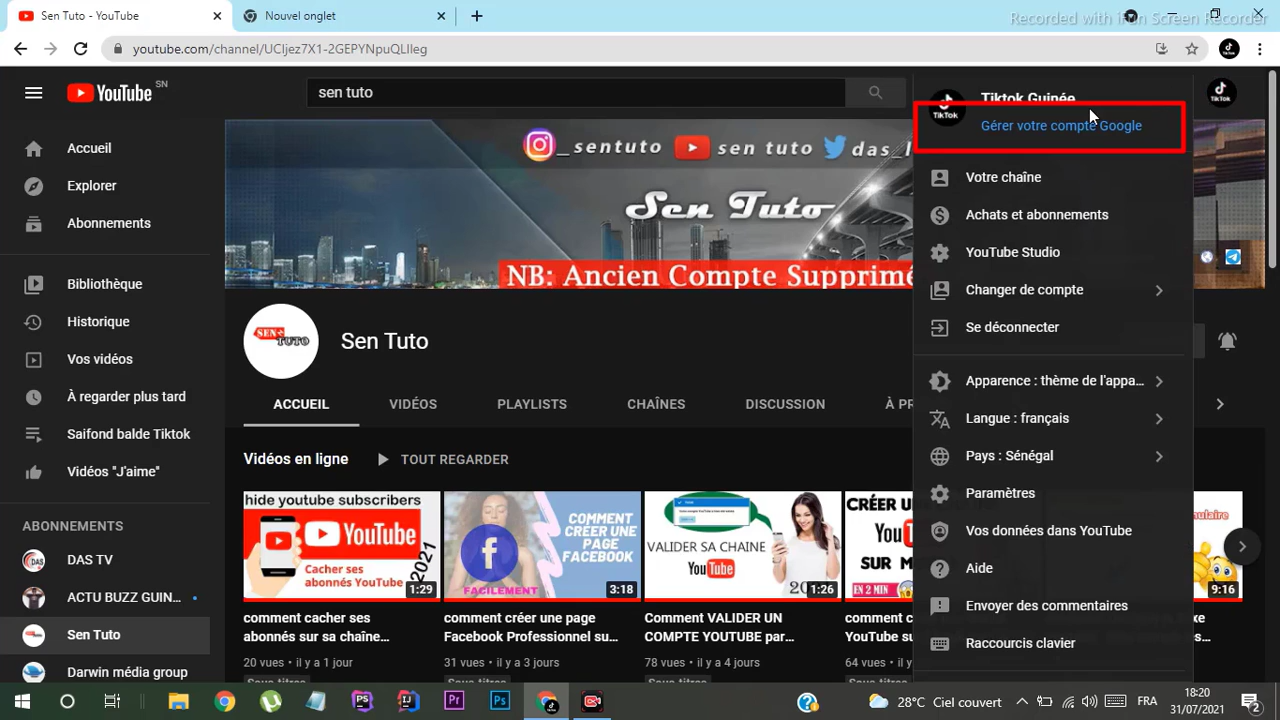 Sen Tuto - YouTube
Nouvel onglet
Recorded with iFun Screen Recorder
youtube.com/channel/UCIjez7X1-2GEPYNpuQLIleg
YouTube SN
sen tuto
Accueil
Explorer
Abonnements
Bibliothèque
Historique
Vos vidéos
À regarder plus tard
Saifond balde Tiktok
Vidéos "J'aime"
ABONNEMENTS
DAS TV
ACTU BUZZ GUIN...
Sen Tuto
Darwin média group
_sentuto sen tuto das_
Sen Tuto
NB: Ancien Compte Supprimé
SEN TUTO
Sen Tuto
ACCUEIL VIDÉOS PLAYLISTS CHAÎNES DISCUSSION À PR
Vidéos en ligne TOUT REGARDER
hide youtube subscribers
YouTube
Cacher ses
abonnés YouTube
2021
1:29
comment cacher ses
abonnés sur sa chaîne...
20 vues • il y a 1 jour
COMMENT
CREER UNE
PAGE
FACEBOOK
FACILEMENT
3:18
comment créer une page
Facebook Professionnel su...
31 vues • il y a 3 jours
VALIDER SA CHAINE
YouTube
1:26
Comment VALIDER UN
COMPTE YOUTUBE par...
78 vues • il y a 4 jours
CRÉER
You
SUR M
EN 2 MIN
Comment c
YouTube su
64 vues • il
9:16
TikTok
Tiktok Guinée
Gérer votre compte Google
Votre chaîne
Achats et abonnements
YouTube Studio
Changer de compte
Se déconnecter
Apparence : thème de l'appa...
Langue : français
Pays : Sénégal
Paramètres
Vos données dans YouTube
Aide
Envoyer des commentaires
Raccourcis clavier
28°C Ciel couvert
FRA
18:20
31/07/2021
2